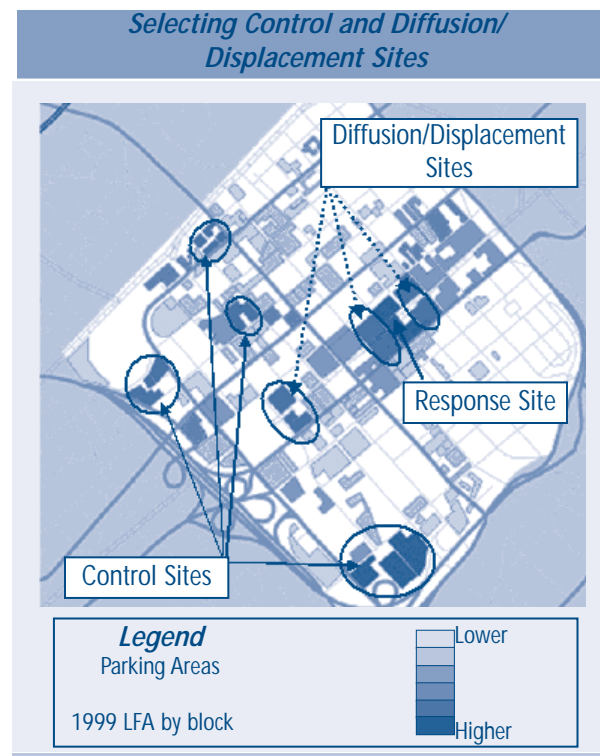 Selecting Control and Diffusion/
Displacement Sites
Diffusion/Displacement
Sites
Response Site
Control Sites
Legend
Parking Areas
1999 LFA by block
Lower
Higher